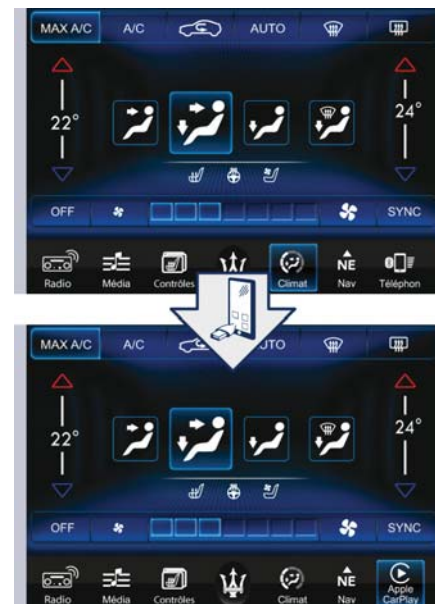 MAX A/C A/C AUTO
22° 24°
OFF SYNC
Radio Média Contrôles Climat NE Nav Téléphon
MAX A/C A/C UTO
22° 24°
OFF SYNC
Radio Média Contrôles Climat NE Nav Apple CarPlay